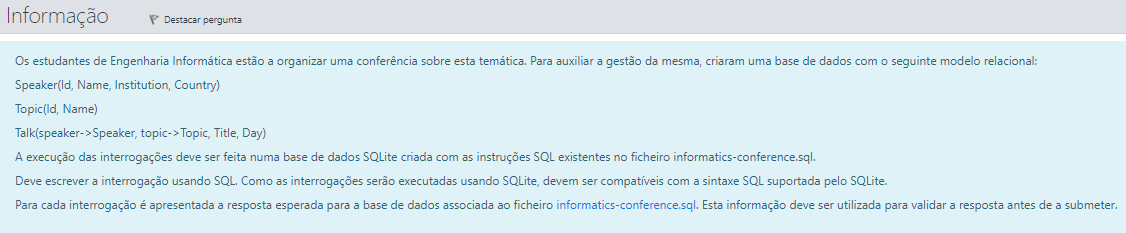 Informação
Destacar pergunta
Os estudantes de Engenharia Informática estão a organizar uma conferência sobre esta temática. Para auxiliar a gestão da mesma, criaram uma base de dados com o seguinte modelo relacional:
Speaker(Id, Name, Institution, Country)
Topic(Id, Name)
Talk(speaker->Speaker, topic->Topic, Title, Day)
A execução das interrogações deve ser feita numa base de dados SQLite criada com as instruções SQL existentes no ficheiro informatics-conference.sql.
Deve escrever a interrogação usando SQL. Como as interrogações serão executadas usando SQLite, devem ser compatíveis com a sintaxe SQL suportada pelo SQLite.
Para cada interrogação é apresentada a resposta esperada para a base de dados associada ao ficheiro informatics-conference.sql. Esta informação deve ser utilizada para validar a resposta antes de a submeter.